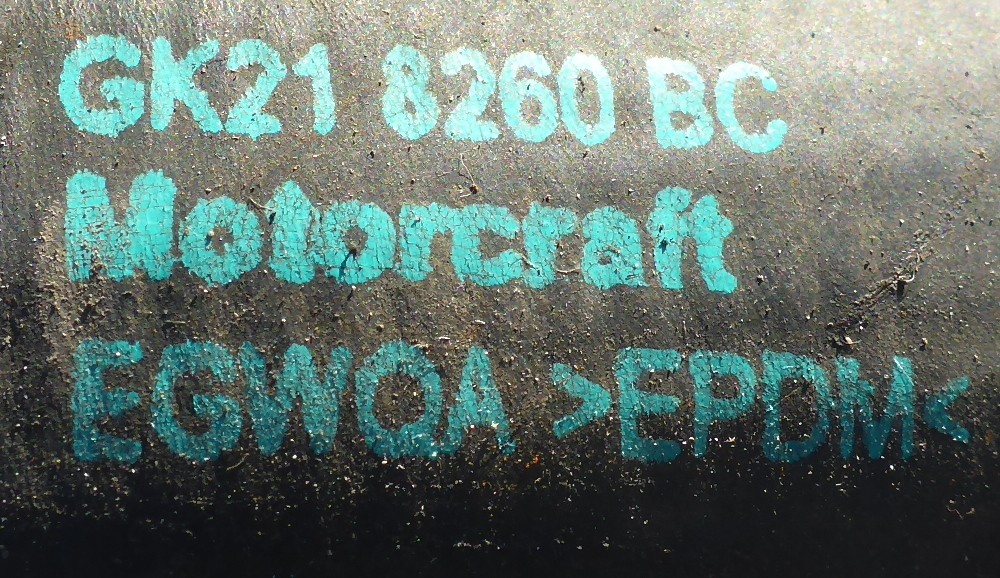 GK21 8260 BC
Motorcraft
EGWOA >EPDM<